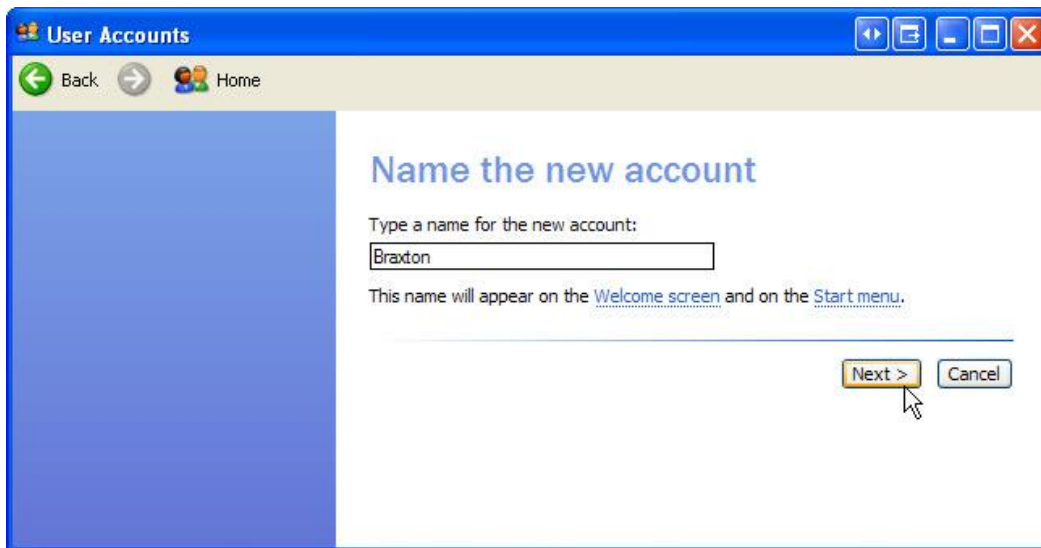 User Accounts
Back Home
Name the new account
Type a name for the new account:
Braxton
This name will appear on the Welcome screen and on the Start menu.
Next > Cancel